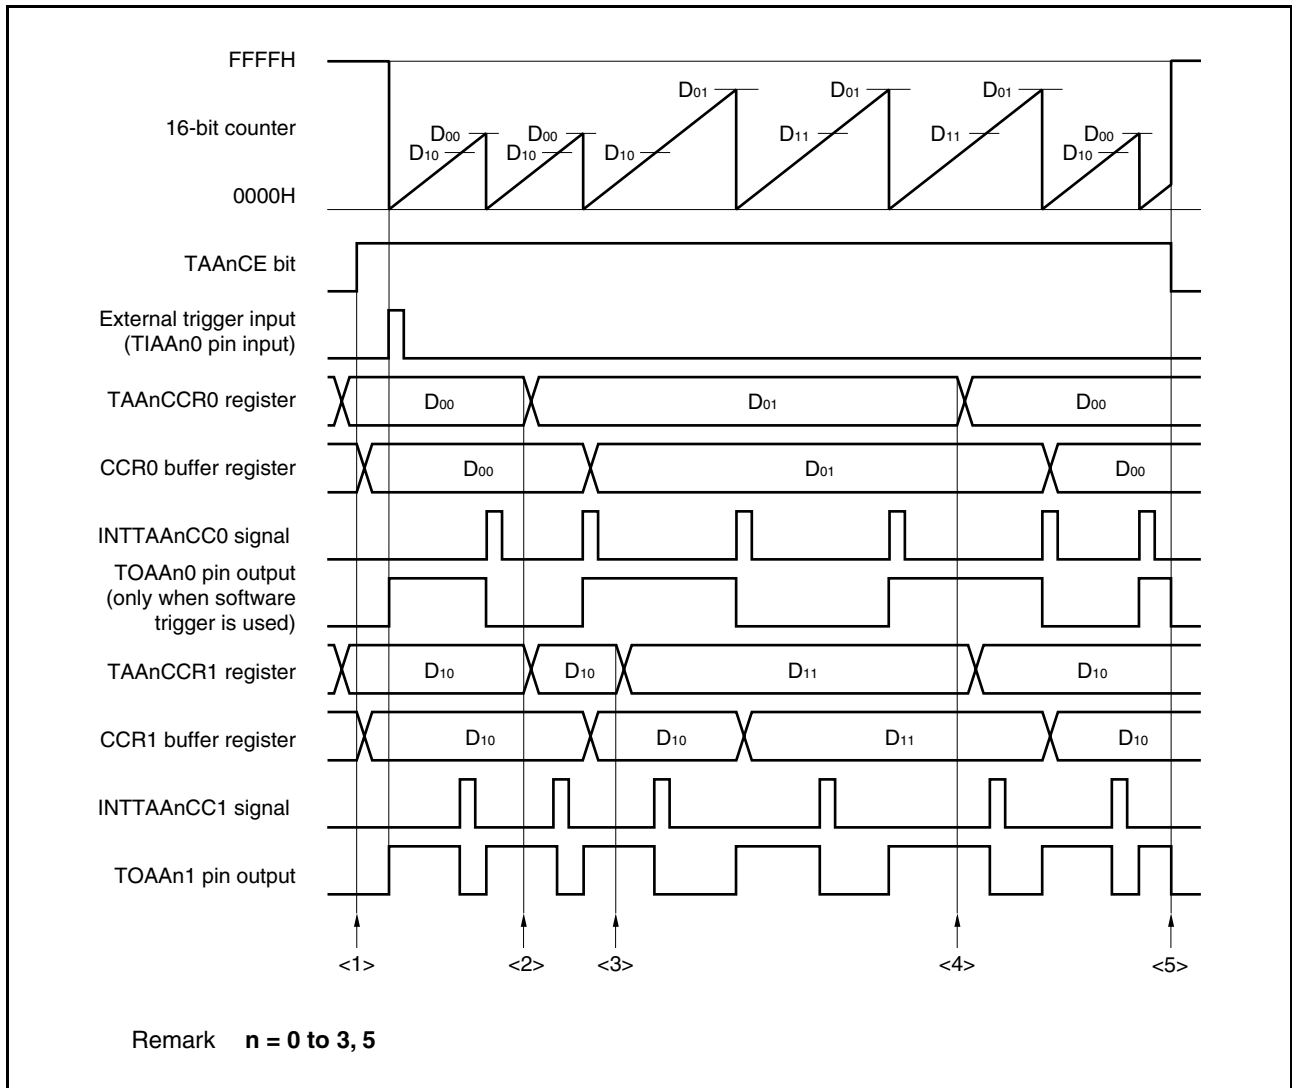 FFFFH
D01 D01 D01
16-bit counter
D00 D00 D11 D11 D00
D10 D10 D10 D10
0000H
TAAnCE bit
External trigger input
(TIAAn0 pin input)
TAAnCCR0 register D00 D01 D00
CCR0 buffer register D00 D01 D00
INTTAAnCC0 signal
TOAAn0 pin output
(only when software
trigger is used)
TAAnCCR1 register D10 D10 D11 D10
CCR1 buffer register D10 D10 D11 D10
INTTAAnCC1 signal
TOAAn1 pin output
<1> <2> <3> <4> <5>
Remark n = 0 to 3, 5